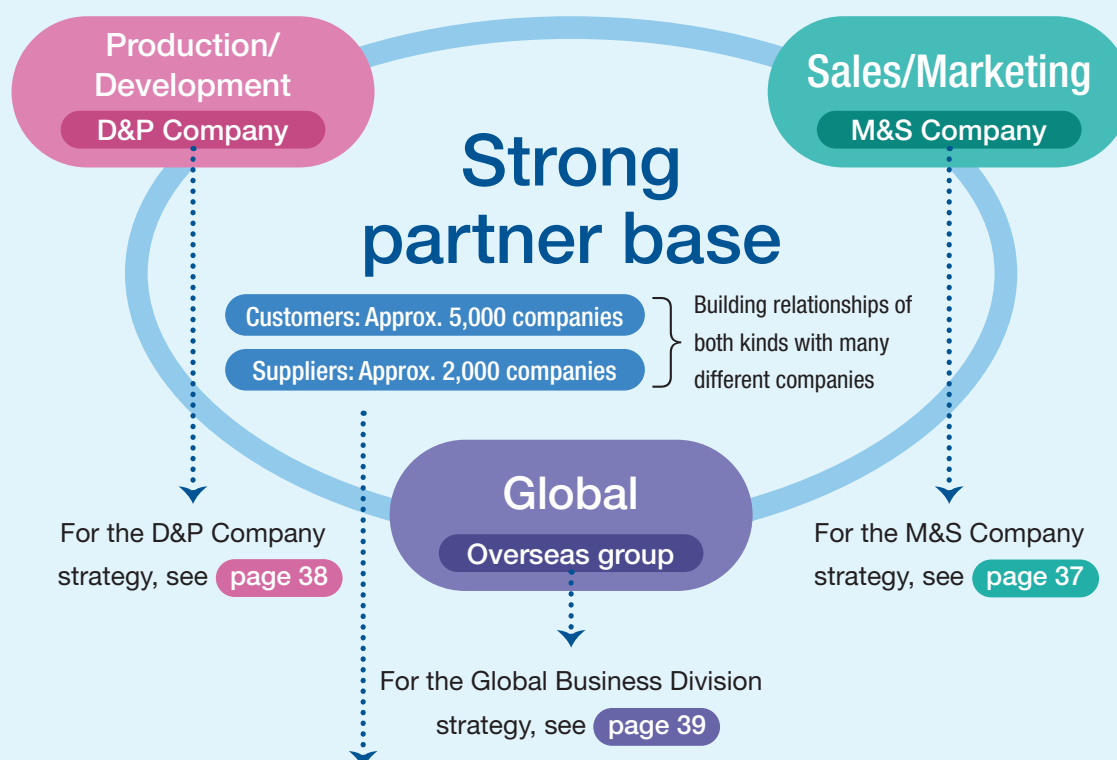 Production/
Development
D&P Company
Sales/Marketing
M&S Company
Strong
partner base
Customers: Approx. 5,000 companies
Suppliers: Approx. 2,000 companies
Building relationships of
both kinds with many
different companies
Global
Overseas group
For the D&P Company
strategy, see page 38
For the M&S Company
strategy, see page 37
For the Global Business Division
strategy, see page 39